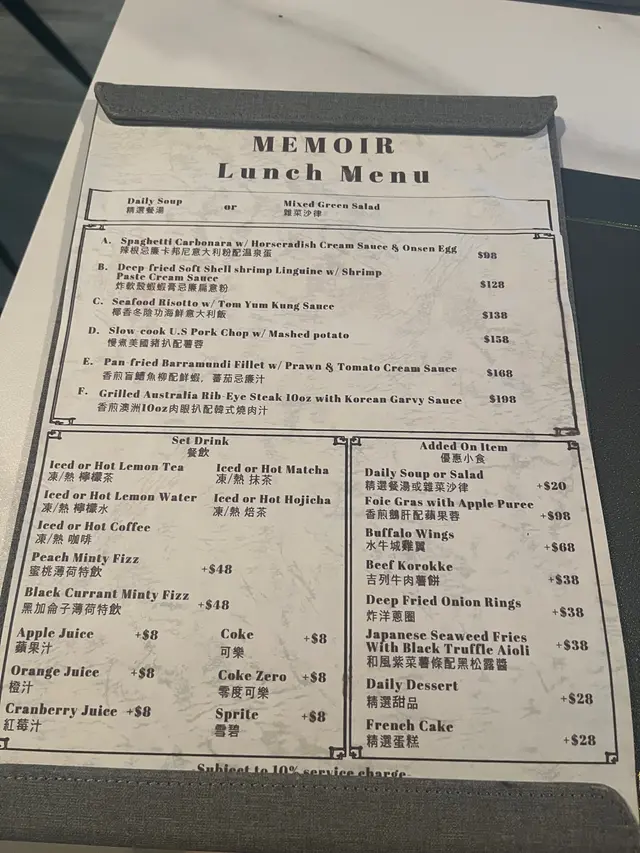 MEMOIR
Lunch Menu
Daily Soup
精選餐湯
or
Mixed Green Salad
雜菜沙律
A. Spaghetti Carbonara w/ Horseradish Cream Sauce & Onsen Egg $98
辣根忌廉卡邦尼意大利粉配溫泉蛋
B. Deep fried Soft Shell shrimp Linguine w/ Shrimp
Paste Cream Sauce $128
炸軟殼蝦蝦膏忌廉扁意粉
C. Seafood Risotto w/ Tom Yum Kung Sauce $138
椰香冬陰功海鮮意大利飯
D. Slow-cook U.S Pork Chop w/ Mashed potato $158
慢煮美國豬扒配薯蓉
E. Pan-fried Barramundi Fillet w/ Prawn & Tomato Cream Sauce $168
香煎盲鰽魚柳配鮮蝦, 蕃茄忌廉汁
F. Grilled Australia Rib-Eye Steak 10oz with Korean Garvy Sauce $198
香煎澳洲10oz肉眼扒配韓式燒肉汁
Set Drink
餐飲
Iced or Hot Lemon Tea
凍/熱 檸檬茶
Iced or Hot Matcha
凍/熱 抹茶
Iced or Hot Lemon Water
凍/熱 檸檬水
Iced or Hot Hojicha
凍/熱 焙茶
Iced or Hot Coffee
凍/熱 咖啡
Peach Minty Fizz +$48
蜜桃薄荷特飲
Black Currant Minty Fizz +$48
黑加侖子薄荷特飲
Apple Juice +$8
蘋果汁
Coke +$8
可樂
Orange Juice +$8
橙汁
Coke Zero +$8
零度可樂
Cranberry Juice +$8
紅莓汁
Sprite +$8
雪碧
Added On Item
優惠小食
Daily Soup or Salad
精選餐湯或雜菜沙律 +$20
Foie Gras with Apple Puree
香煎鵝肝配蘋果蓉 +$98
Buffalo Wings
水牛城雞翼 +$68
Beef Korokke
吉列牛肉薯餅 +$38
Deep Fried Onion Rings
炸洋蔥圈 +$38
Japanese Seaweed Fries
With Black Truffle Aioli +$38
和風紫菜薯條配黑松露醬
Daily Dessert
精選甜品 +$28
French Cake
精選蛋糕 +$28
Subject to 10% service charge.